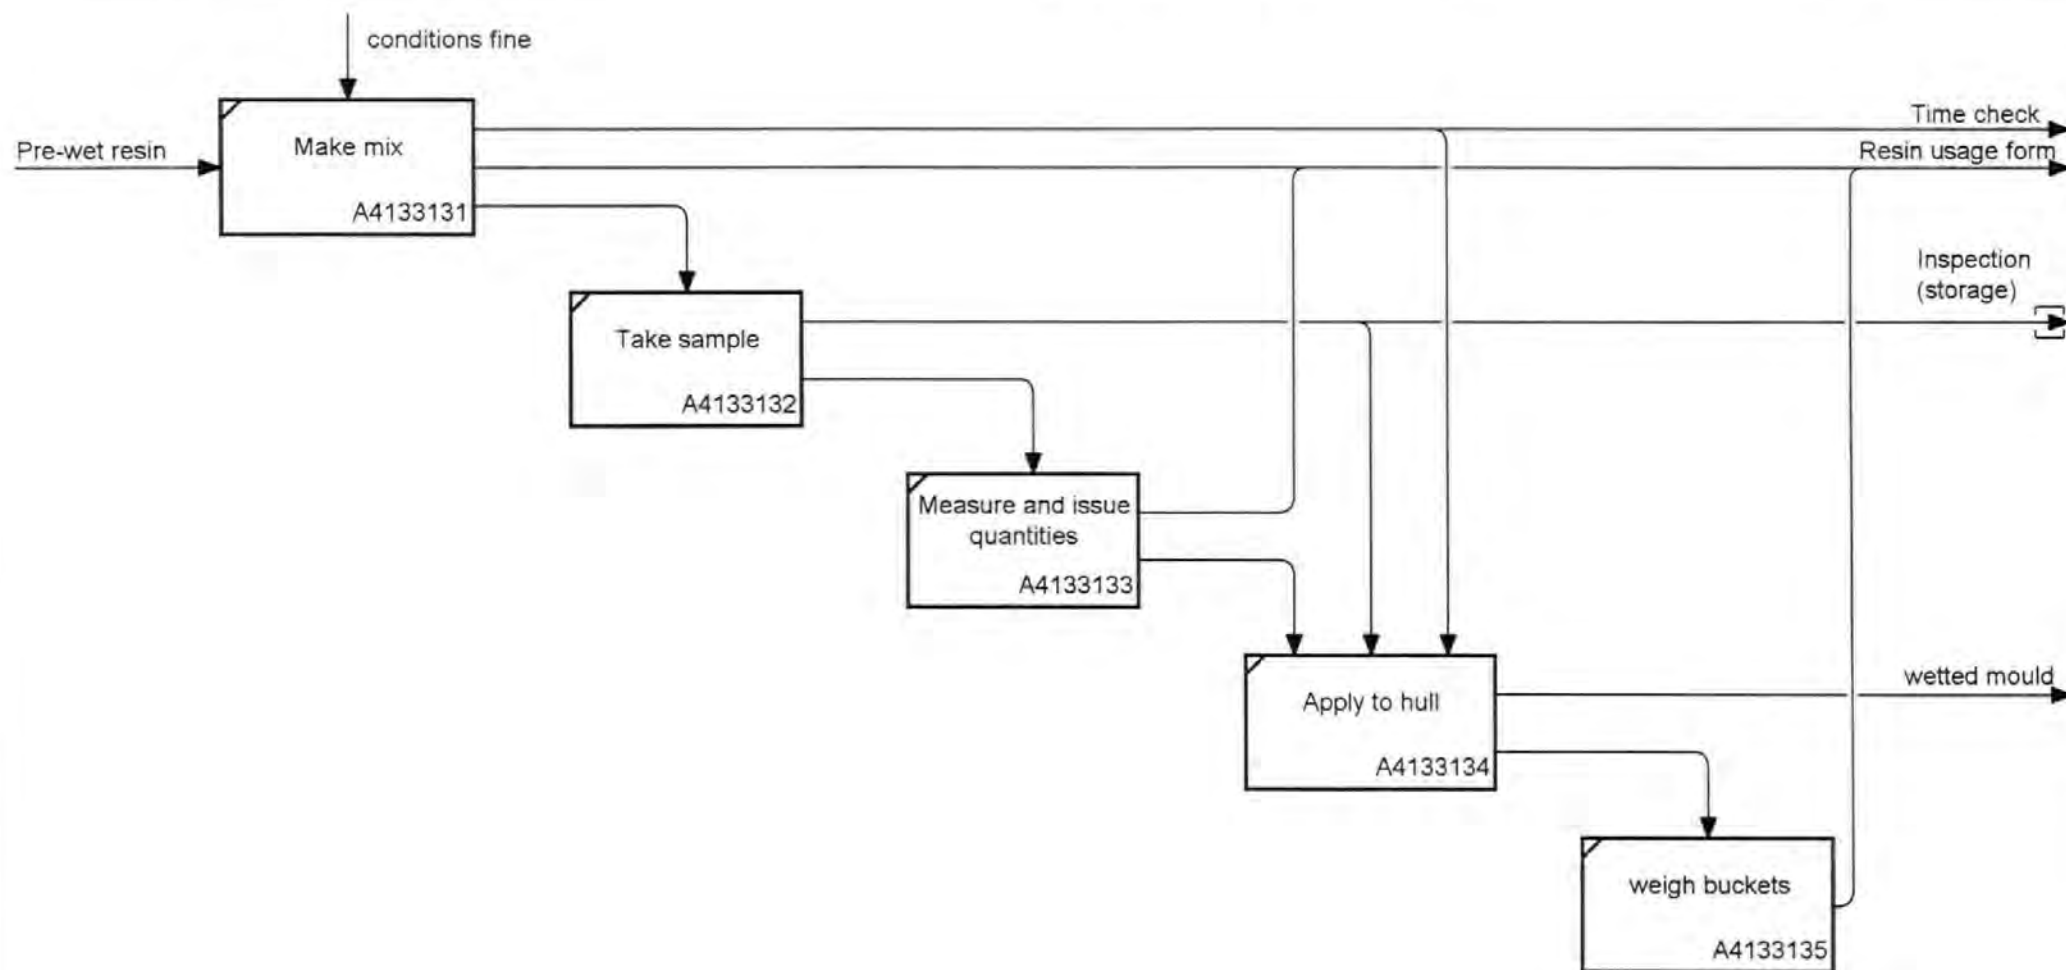 conditions fine
Time check
Pre-wet resin
Make mix
Resin usage form
A4133131
Inspection
(storage)
Take sample
A4133132
Measure and issue
quantities
A4133133
wetted mould
Apply to hull
A4133134
weigh buckets
A4133135